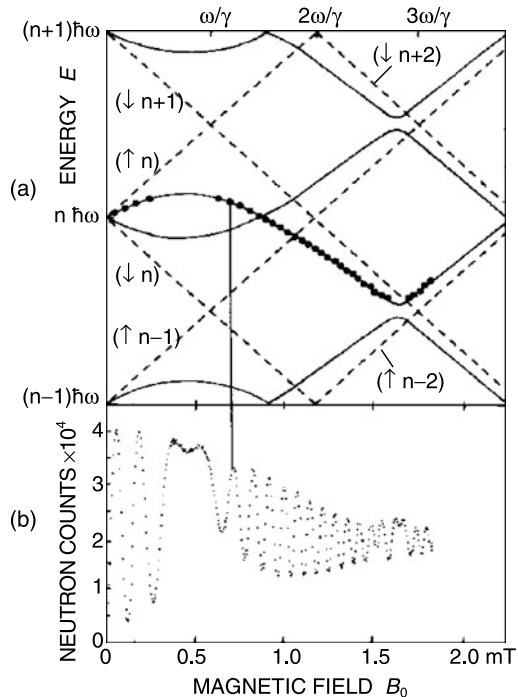 ω/γ 2ω/γ 3ω/γ
(n+1)ħω
(↓ n+2)
(↓ n+1)
ENERGY E
(↑ n)
(a)
n ħω
(↓ n)
(↑ n−1)
(↑ n−2)
(n−1)ħω
NEUTRON COUNTS ×10⁴
4
3
(b)
2
1
0
0 0.5 1.0 1.5 2.0 mT
MAGNETIC FIELD B₀